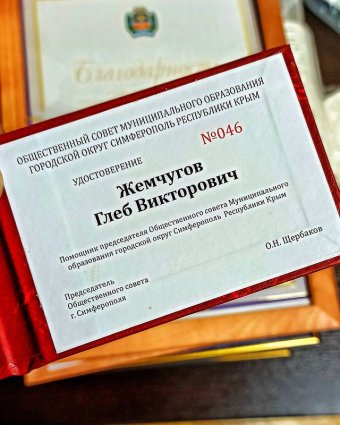 Благодарность
ОБЩЕСТВЕННЫЙ СОВЕТ МУНИЦИПАЛЬНОГО ОБРАЗОВАНИЯ
ГОРОДСКОЙ ОКРУГ СИМФЕРОПОЛЬ РЕСПУБЛИКИ КРЫМ
УДОСТОВЕРЕНИЕ
№046
Жемчугов
Глеб Викторович
Помощник председателя Общественного совета Муниципального
образования городской округ Симферополь Республики Крым
Председатель
Общественного совета
г. Симферополя
О.Н. Щербаков